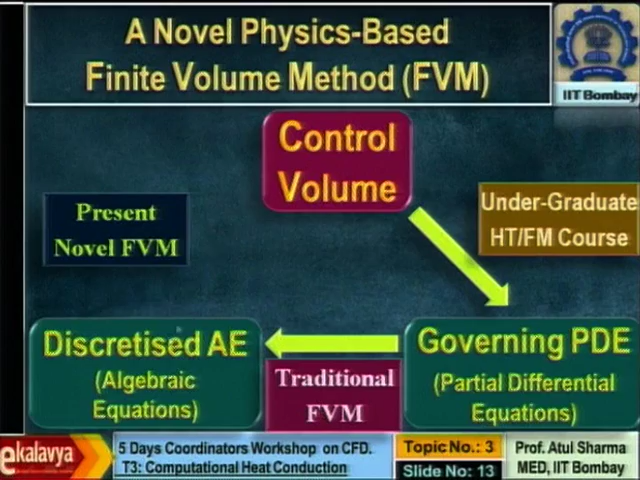 A Novel Physics-Based
Finite Volume Method (FVM)
IIT Bombay
Control
Volume
Present
Novel FVM
Under-Graduate
HT/FM Course
Discretised AE
(Algebraic
Equations)
Traditional
FVM
Governing PDE
(Partial Differential
Equations)
ekalavya
5 Days Coordinators Workshop on CFD.
T3: Computational Heat Conduction
Topic No.: 3
Slide No: 13
Prof. Atul Sharma
MED, IIT Bombay